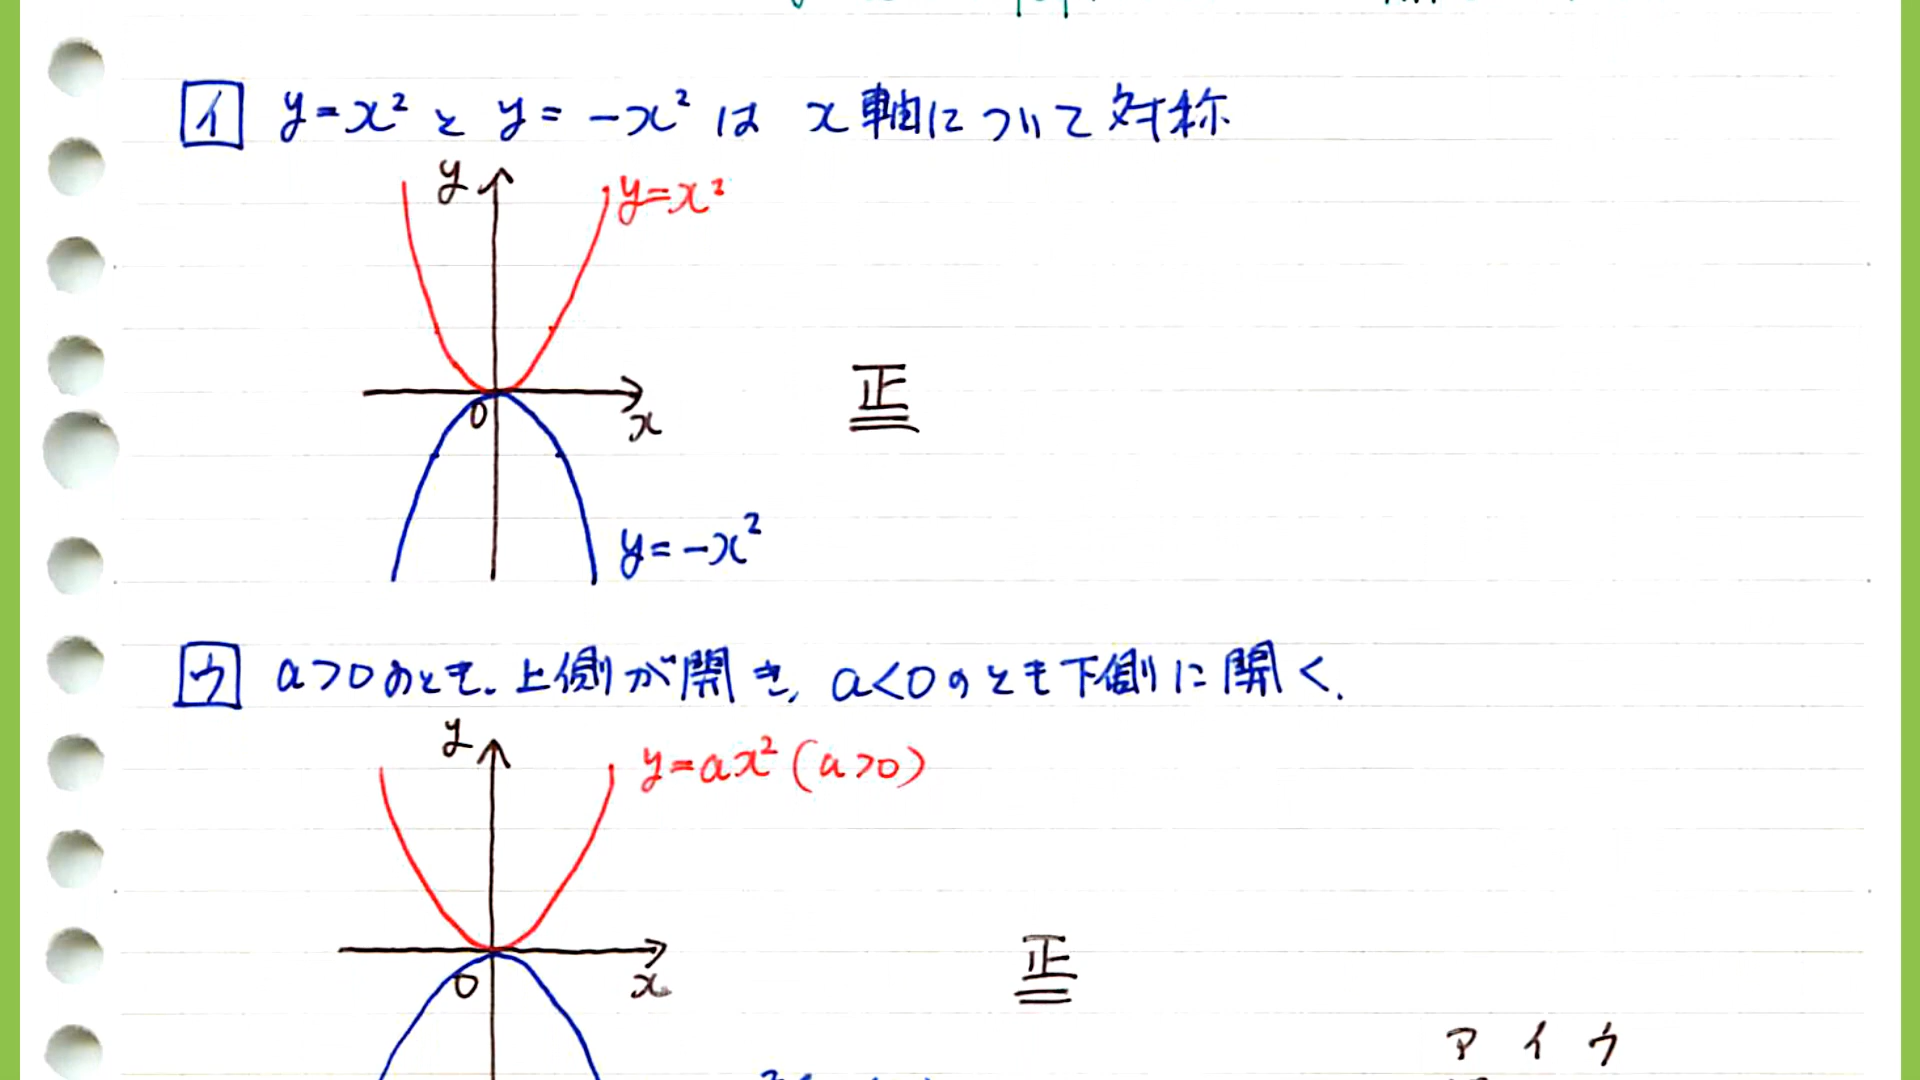 イ y=x² と y=-x² は x軸について対称
y
y=x²
正
0
x
y=-x²
ウ a>0のとき、上側が開き、a<0のとき下側に開く.
y
y=ax² (a>0)
正
0
x
ア イ ウ